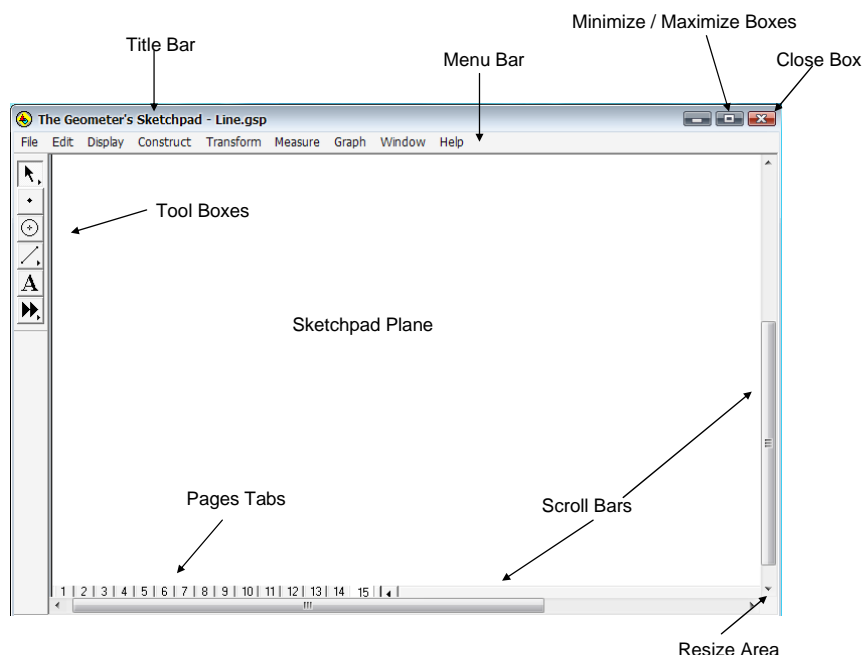 Minimize / Maximize Boxes
Title Bar
Menu Bar
Close Box
The Geometer's Sketchpad - Line.gsp
File Edit Display Construct Transform Measure Graph Window Help
Tool Boxes
A
Sketchpad Plane
Pages Tabs
Scroll Bars
1 2 3 4 5 6 7 8 9 10 11 12 13 14 15
Resize Area